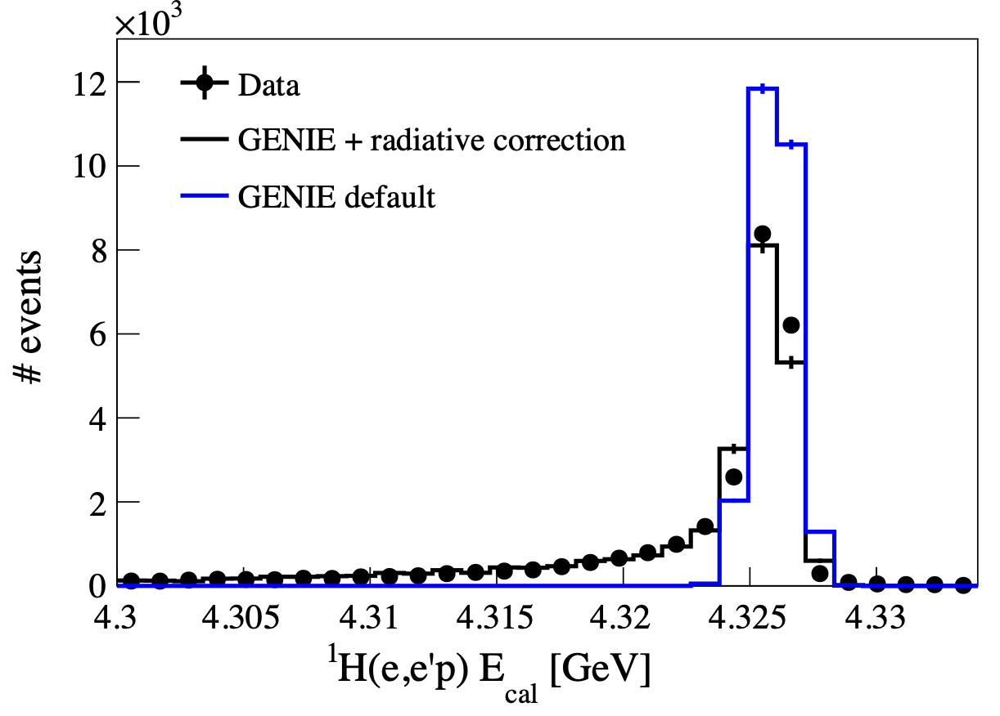 ×10³
12
10
8
6
4
2
0
# events
Data
GENIE + radiative correction
GENIE default
4.3 4.305 4.31 4.315 4.32 4.325 4.33
¹H(e,e'p) E_cal [GeV]